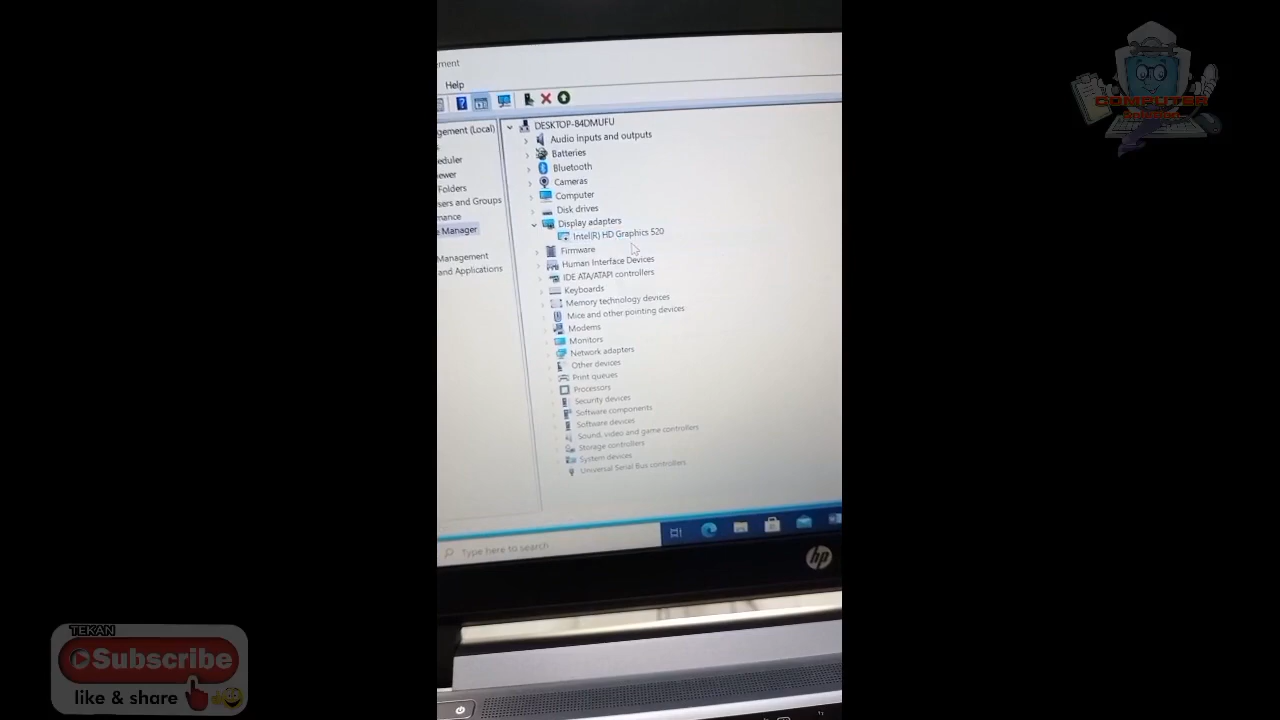 ment
Help
gement (Local)
eduler
ewer
Folders
sers and Groups
mance
e Manager
Management
and Applications
DESKTOP-84DMUFU
Audio inputs and outputs
Batteries
Bluetooth
Cameras
Computer
Disk drives
Display adapters
Intel(R) HD Graphics 520
Firmware
Human Interface Devices
IDE ATA/ATAPI controllers
Keyboards
Memory technology devices
Mice and other pointing devices
Modems
Monitors
Network adapters
Other devices
Print queues
Processors
Security devices
Software components
Software devices
Sound, video and game controllers
Storage controllers
System devices
Universal Serial Bus controllers
Type here to search
hp
COMPUTER
TEKAN
Subscribe
like & share